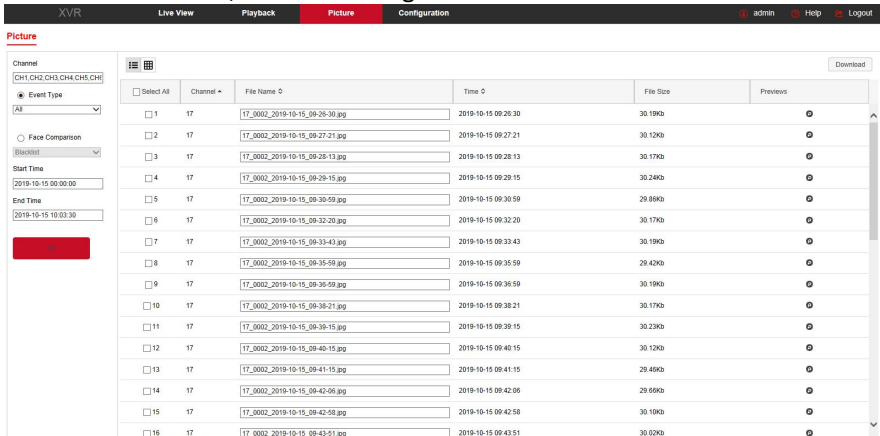 XVR Live View Playback Picture Configuration admin Help Logout
Picture
Channel
CH1,CH2,CH3,CH4,CH5,CH6
Event Type
All
Face Comparison
Blacklist
Start Time
2019-10-15 00:00:00
End Time
2019-10-15 10:03:30
Download
Select All Channel File Name Time File Size Previews
1 17 17_0002_2019-10-15_09-26-30.jpg 2019-10-15 09:26:30 30.19Kb
2 17 17_0002_2019-10-15_09-27-21.jpg 2019-10-15 09:27:21 30.12Kb
3 17 17_0002_2019-10-15_09-28-13.jpg 2019-10-15 09:28:13 30.17Kb
4 17 17_0002_2019-10-15_09-29-15.jpg 2019-10-15 09:29:15 30.24Kb
5 17 17_0002_2019-10-15_09-30-59.jpg 2019-10-15 09:30:59 29.86Kb
6 17 17_0002_2019-10-15_09-32-20.jpg 2019-10-15 09:32:20 30.17Kb
7 17 17_0002_2019-10-15_09-33-43.jpg 2019-10-15 09:33:43 30.19Kb
8 17 17_0002_2019-10-15_09-35-59.jpg 2019-10-15 09:35:59 29.42Kb
9 17 17_0002_2019-10-15_09-36-59.jpg 2019-10-15 09:36:59 30.19Kb
10 17 17_0002_2019-10-15_09-38-21.jpg 2019-10-15 09:38:21 30.17Kb
11 17 17_0002_2019-10-15_09-39-15.jpg 2019-10-15 09:39:15 30.23Kb
12 17 17_0002_2019-10-15_09-40-15.jpg 2019-10-15 09:40:15 30.12Kb
13 17 17_0002_2019-10-15_09-41-15.jpg 2019-10-15 09:41:15 29.46Kb
14 17 17_0002_2019-10-15_09-42-06.jpg 2019-10-15 09:42:06 29.66Kb
15 17 17_0002_2019-10-15_09-42-58.jpg 2019-10-15 09:42:58 30.10Kb
16 17 17_0002_2019-10-15_09-43-51.jpg 2019-10-15 09:43:51 30.02Kb